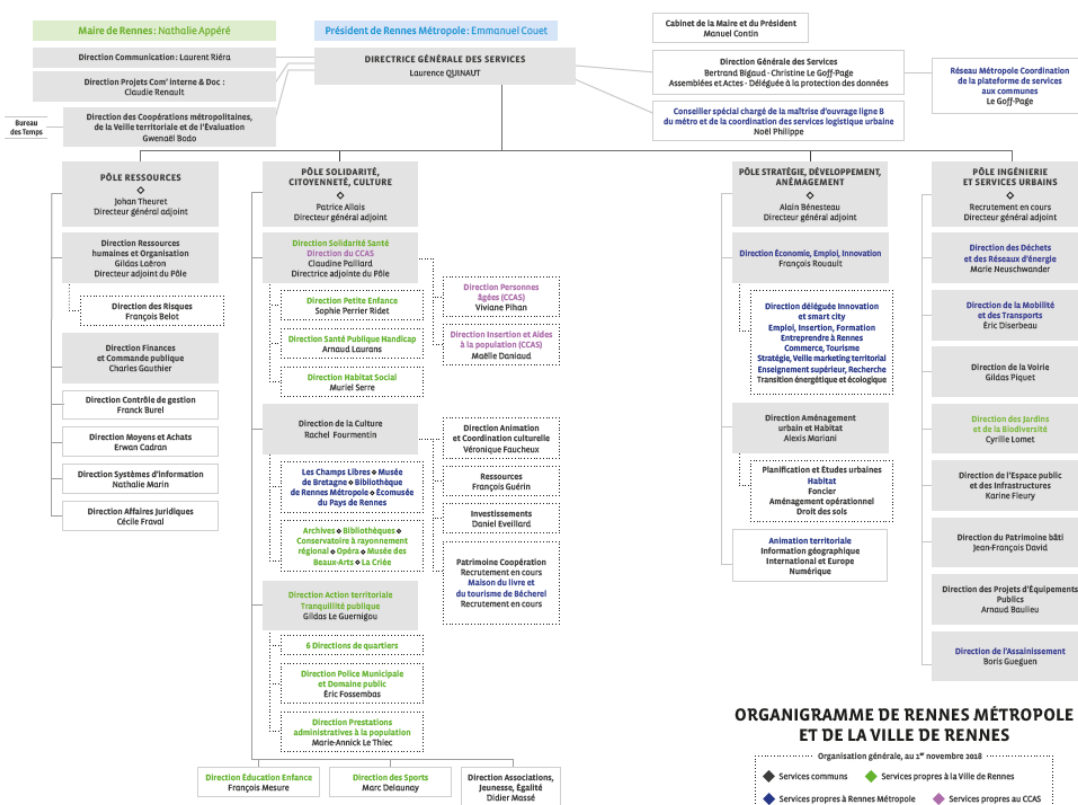 Maire de Rennes: Nathalie Appéré
Président de Rennes Métropole: Emmanuel Couet
Cabinet de la Maire et du Président
Manuel Contin
Direction Communication: Laurent Riéra
DIRECTRICE GÉNÉRALE DES SERVICES
Laurence QUINAUT
Direction Générale des Services
Bertrand Bigaud - Christine Le Goff-Page
Assemblées et Actes - Déléguée à la protection des données
Réseau Métropole Coordination
de la plateforme de services
aux communes
Le Goff-Page
Direction Projets Com' interne & Doc :
Claudie Renault
Bureau
des Temps
Direction des Coopérations métropolitaines,
de la Veille territoriale et de l'Évaluation
Gwenaël Bodo
Conseiller spécial chargé de la maîtrise d'ouvrage ligne B
du métro et de la coordination des services logistique urbaine
Noël Philippe
PÔLE RESSOURCES
Johan Theuret
Directeur général adjoint
Direction Ressources
humaines et Organisation
Gildas Laëron
Directeur adjoint du Pôle
Direction des Risques
François Belot
Direction Finances
et Commande publique
Charles Gauthier
Direction Contrôle de gestion
Franck Burel
Direction Moyens et Achats
Erwan Cadran
Direction Systèmes d'Information
Nathalie Marin
Direction Affaires Juridiques
Cécile Fraval
PÔLE SOLIDARITÉ,
CITOYENNETÉ, CULTURE
Patrice Allais
Directeur général adjoint
Direction Solidarité Santé
Direction du CCAS
Claudine Paillard
Directrice adjointe du Pôle
Direction Petite Enfance
Sophie Perrier Ridet
Direction Santé Publique Handicap
Arnaud Laurans
Direction Habitat Social
Muriel Serre
Direction Personnes
âgées (CCAS)
Viviane Pihan
Direction Insertion et Aides
à la population (CCAS)
Maëlle Daniaud
Direction de la Culture
Rachel Fourmentin
Les Champs Libres ❖ Musée
de Bretagne ❖ Bibliothèque
de Rennes Métropole ❖ Écomusée
du Pays de Rennes
Archives ❖ Bibliothèques ❖
Conservatoire à rayonnement
régional ❖ Opéra ❖ Musée des
Beaux-Arts ❖ La Criée
Direction Animation
et Coordination culturelle
Véronique Faucheux
Ressources
François Guérin
Investissements
Daniel Eveillard
Patrimoine Coopération
Recrutement en cours
Maison du livre et
du tourisme de Bécherel
Recrutement en cours
Direction Action territoriale
Tranquillité publique
Gildas Le Guernigou
6 Directions de quartiers
Direction Police Municipale
et Domaine public
Éric Fossembas
Direction Prestations
administratives à la population
Marie-Annick Le Thiec
Direction Éducation Enfance
François Mesure
Direction des Sports
Marc Delaunay
Direction Associations,
Jeunesse, Égalité
Didier Massé
PÔLE STRATÉGIE, DÉVELOPPEMENT,
ANÉMAGEMENT
Alain Bénesteau
Directeur général adjoint
Direction Économie, Emploi, Innovation
François Rouault
Direction déléguée Innovation
et smart city
Emploi, Insertion, Formation
Entreprendre à Rennes
Commerce, Tourisme
Stratégie, Veille marketing territorial
Enseignement supérieur, Recherche
Transition énergétique et écologique
Direction Aménagement
urbain et Habitat
Alexis Mariani
Planification et Études urbaines
Habitat
Foncier
Aménagement opérationnel
Droit des sols
Animation territoriale
Information géographique
International et Europe
Numérique
PÔLE INGÉNIERIE
ET SERVICES URBAINS
Recrutement en cours
Directeur général adjoint
Direction des Déchets
et des Réseaux d'énergie
Marie Neuschwander
Direction de la Mobilité
et des Transports
Éric Diserbeau
Direction de la Voirie
Gildas Piquet
Direction des Jardins
et de la Biodiversité
Cyrille Lomet
Direction de l'Espace public
et des Infrastructures
Karine Fleury
Direction du Patrimoine bâti
Jean-François David
Direction des Projets d'Équipements
Publics
Arnaud Baulieu
Direction de l'Assainissement
Boris Gueguen
ORGANIGRAMME DE RENNES MÉTROPOLE
ET DE LA VILLE DE RENNES
Organisation générale, au 1er novembre 2018
Services communs
Services propres à la Ville de Rennes
Services propres à Rennes Métropole
Services propres au CCAS